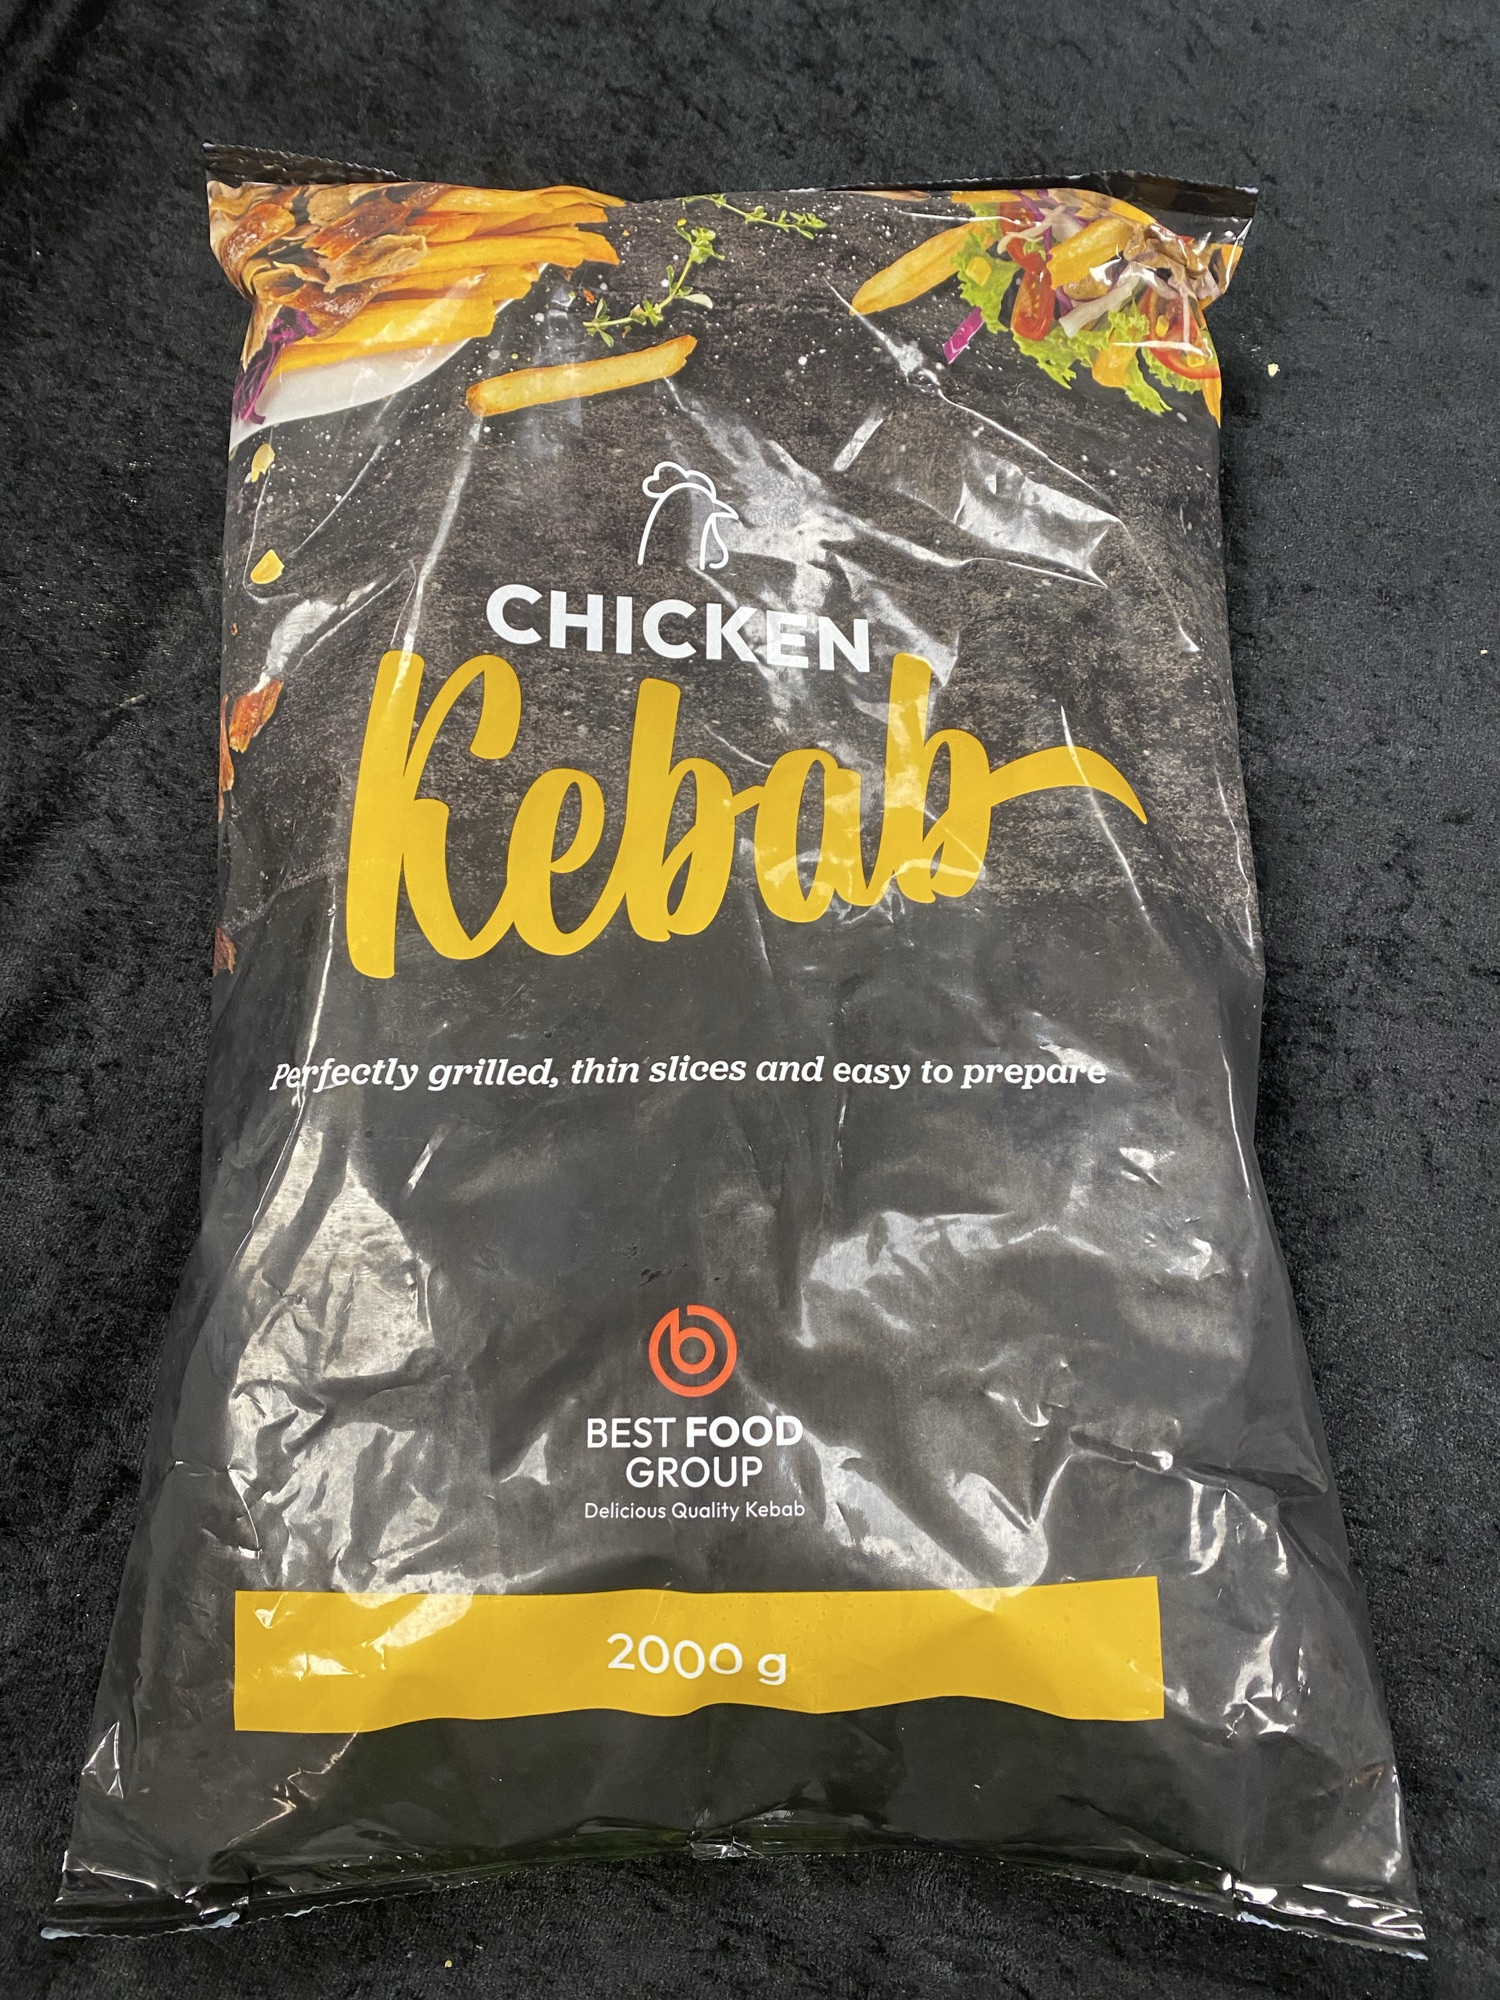 CHICKEN
Kebab
Perfectly grilled, thin slices and easy to prepare
b
BEST FOOD
GROUP
Delicious Quality Kebab
2000 g